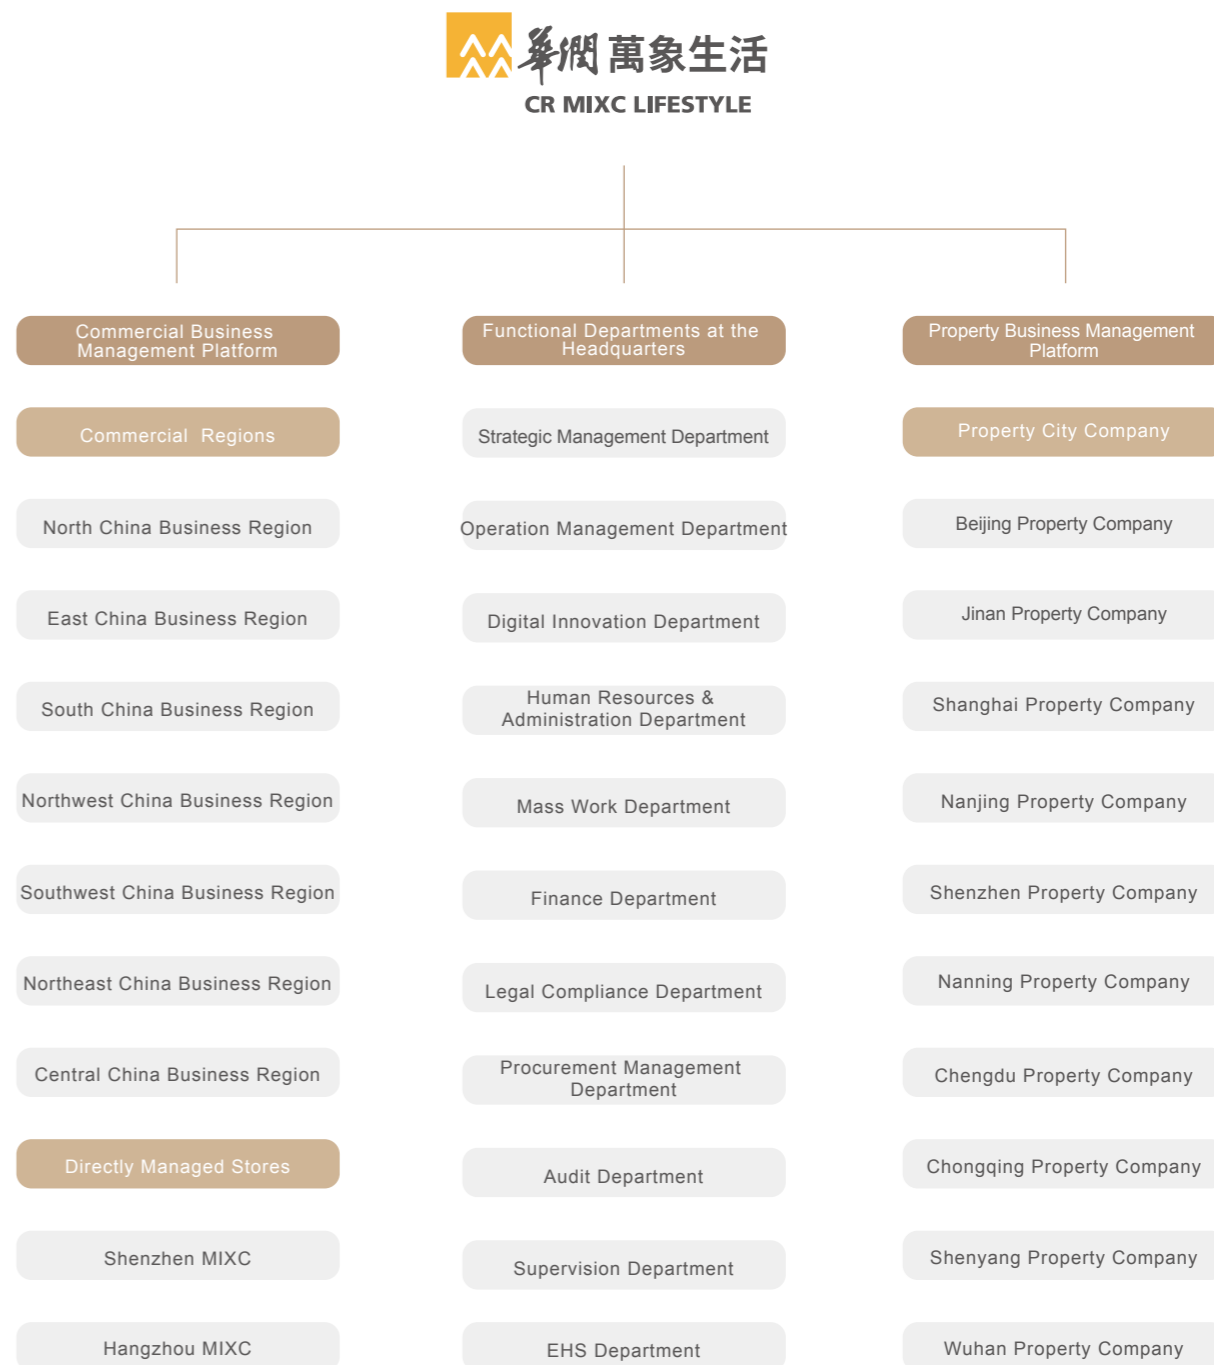 華潤萬象生活
CR MIXC LIFESTYLE
Commercial Business
Management Platform
Commercial Regions
North China Business Region
East China Business Region
South China Business Region
Northwest China Business Region
Southwest China Business Region
Northeast China Business Region
Central China Business Region
Directly Managed Stores
Shenzhen MIXC
Hangzhou MIXC
Functional Departments at the
Headquarters
Strategic Management Department
Operation Management Department
Digital Innovation Department
Human Resources &
Administration Department
Mass Work Department
Finance Department
Legal Compliance Department
Procurement Management
Department
Audit Department
Supervision Department
EHS Department
Property Business Management
Platform
Property City Company
Beijing Property Company
Jinan Property Company
Shanghai Property Company
Nanjing Property Company
Shenzhen Property Company
Nanning Property Company
Chengdu Property Company
Chongqing Property Company
Shenyang Property Company
Wuhan Property Company